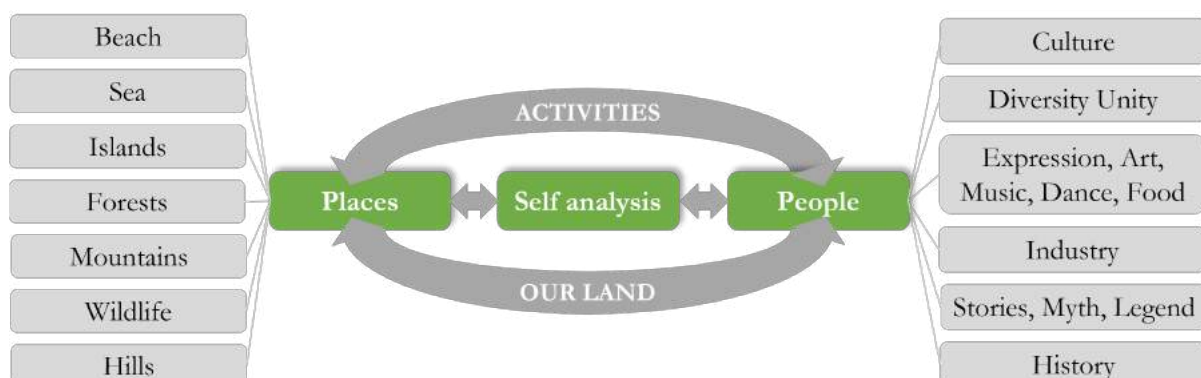 Beach
Sea
Islands
Forests
Mountains
Wildlife
Hills
ACTIVITIES
Places
Self analysis
People
OUR LAND
Culture
Diversity Unity
Expression, Art,
Music, Dance, Food
Industry
Stories, Myth, Legend
History